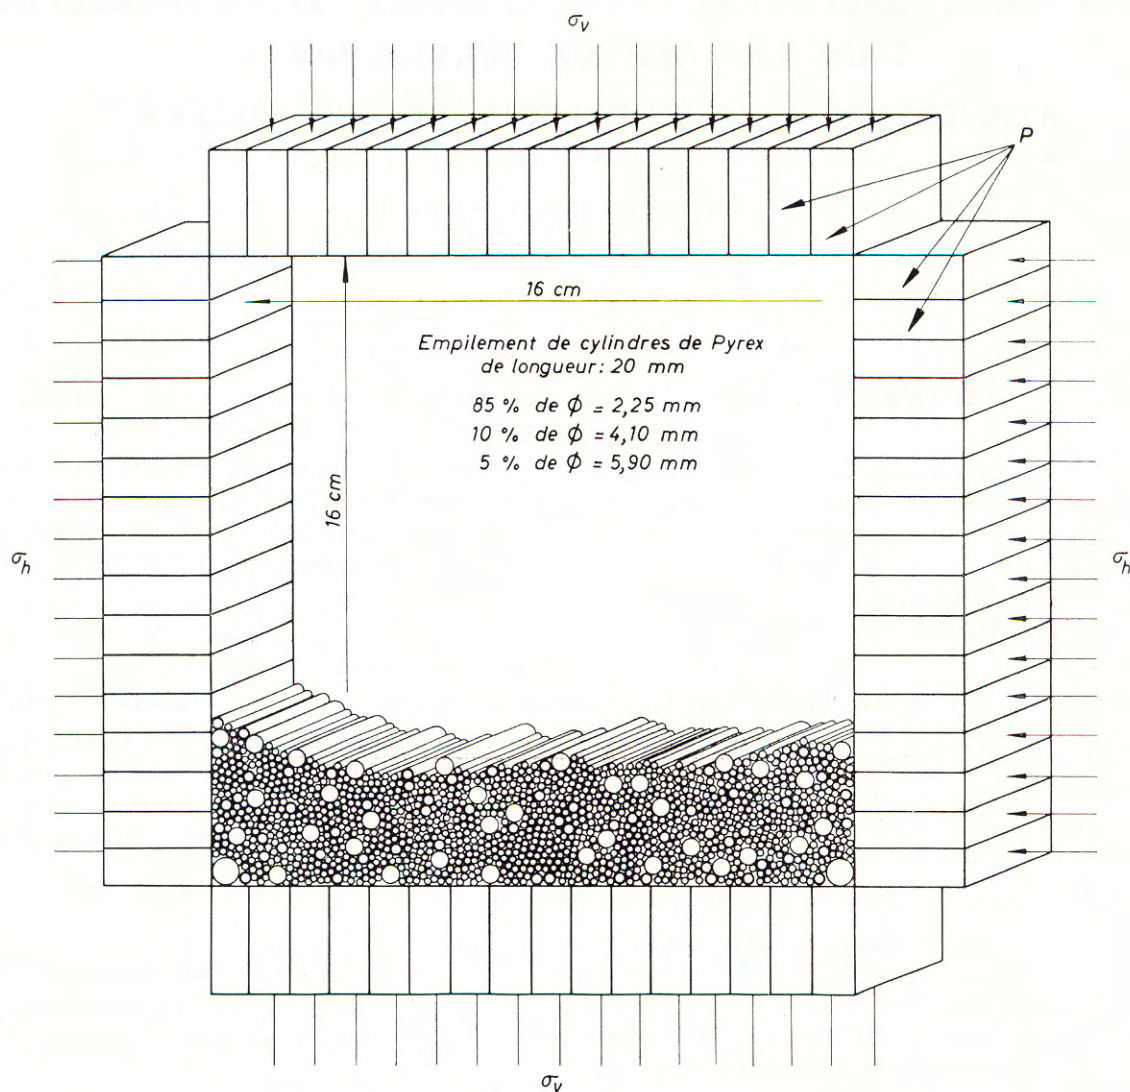 σv
P
16 cm
Empilement de cylindres de Pyrex
de longueur: 20 mm
85 % de ϕ = 2,25 mm
10 % de ϕ = 4,10 mm
5 % de ϕ = 5,90 mm
16 cm
σh
σh
σv